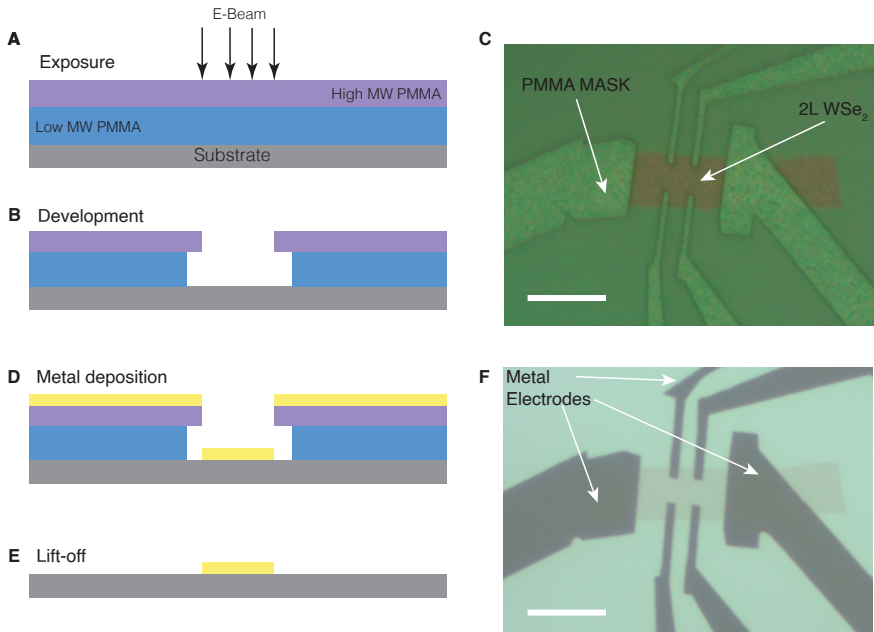 E-Beam
A
Exposure
High MW PMMA
Low MW PMMA
Substrate
B
Development
C
PMMA MASK
2L WSe₂
D
Metal deposition
E
Lift-off
F
Metal
Electrodes